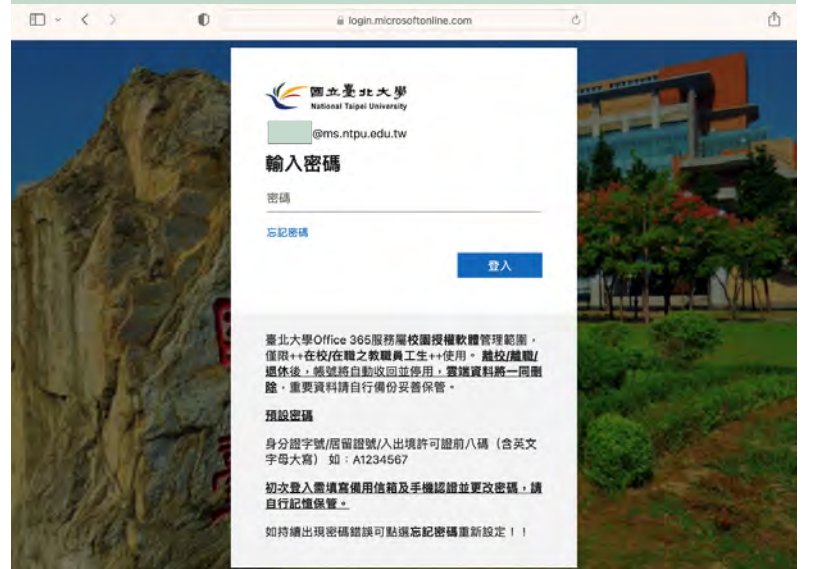 login.microsoftonline.com
國立臺北大學
National Taipei University
@ms.ntpu.edu.tw
輸入密碼
密碼
忘記密碼
登入
臺北大學Office 365服務屬校園授權軟體管理範圍，
僅限++在校/在職之教職員工生++使用。離校/離職/
退休後，帳號將自動收回並停用，雲端資料將一同刪
除，重要資料請自行備份妥善保管。
預設密碼
身分證字號/居留證號/入出境許可證前八碼（含英文
字母大寫） 如：A1234567
初次登入需填寫備用信箱及手機認證並更改密碼，請
自行記憶保管。
如持續出現密碼錯誤可點選忘記密碼重新設定！！